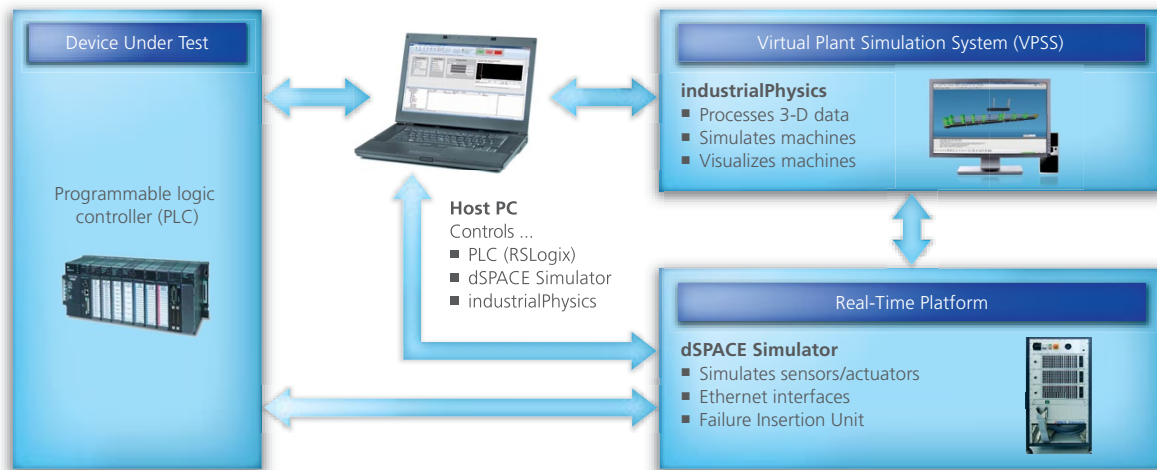 Device Under Test
Programmable logic
controller (PLC)
Host PC
Controls ...
■ PLC (RSLogix)
■ dSPACE Simulator
■ industrialPhysics
Virtual Plant Simulation System (VPSS)
industrialPhysics
■ Processes 3-D data
■ Simulates machines
■ Visualizes machines
Real-Time Platform
dSPACE Simulator
■ Simulates sensors/actuators
■ Ethernet interfaces
■ Failure Insertion Unit